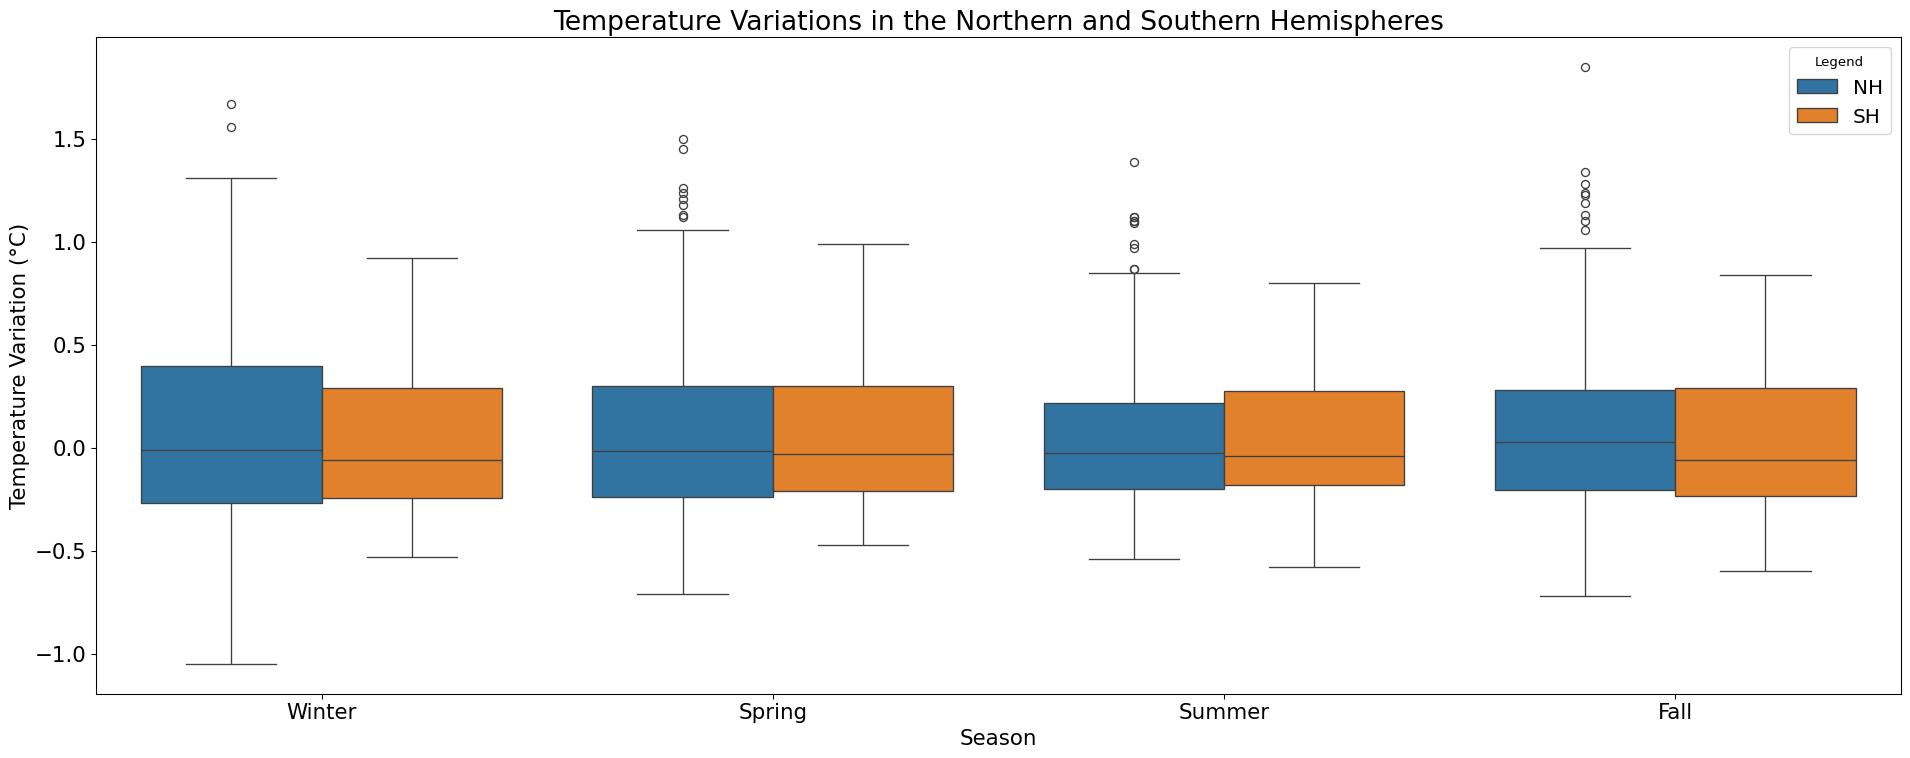 Temperature Variations in the Northern and Southern Hemispheres
Legend
NH
SH
Temperature Variation (°C)
1.5
1.0
0.5
0.0
−0.5
−1.0
Winter
Spring
Summer
Fall
Season